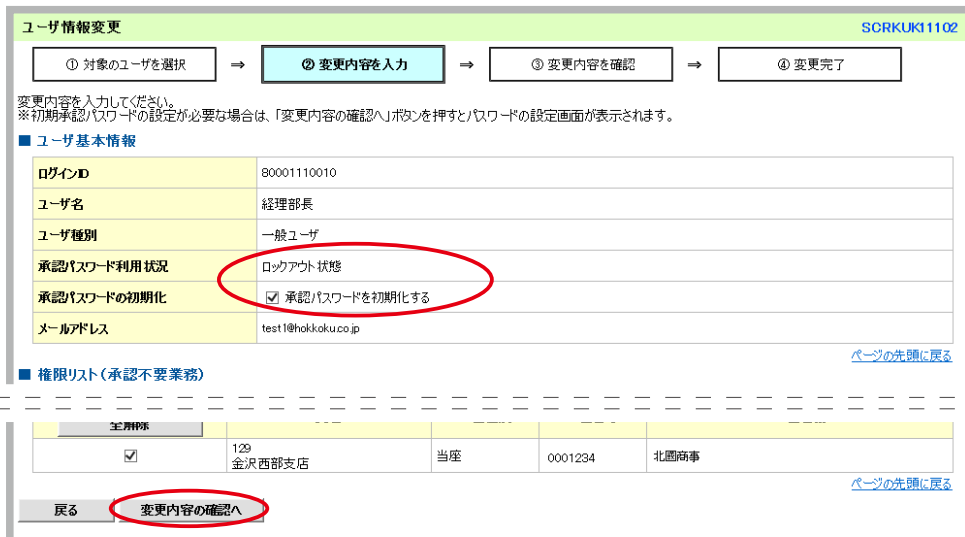 ユーザ情報変更 SCRKUK11102
① 対象のユーザを選択 ⇒ ② 変更内容を入力 ⇒ ③ 変更内容を確認 ⇒ ④ 変更完了
変更内容を入力してください。
※初期承認パスワードの設定が必要な場合は、「変更内容の確認へ」ボタンを押すとパスワードの設定画面が表示されます。
■ ユーザ基本情報
ログインID 80001110010
ユーザ名 経理部長
ユーザ種別 一般ユーザ
承認パスワード利用状況 ロックアウト状態
承認パスワードの初期化 承認パスワードを初期化する
メールアドレス test1@hokkoku.co.jp
ページの先頭に戻る
■ 権限リスト（承認不要業務）
全解除
129
金沢西部支店 当座 0001234 北國商事
ページの先頭に戻る
戻る 変更内容の確認へ